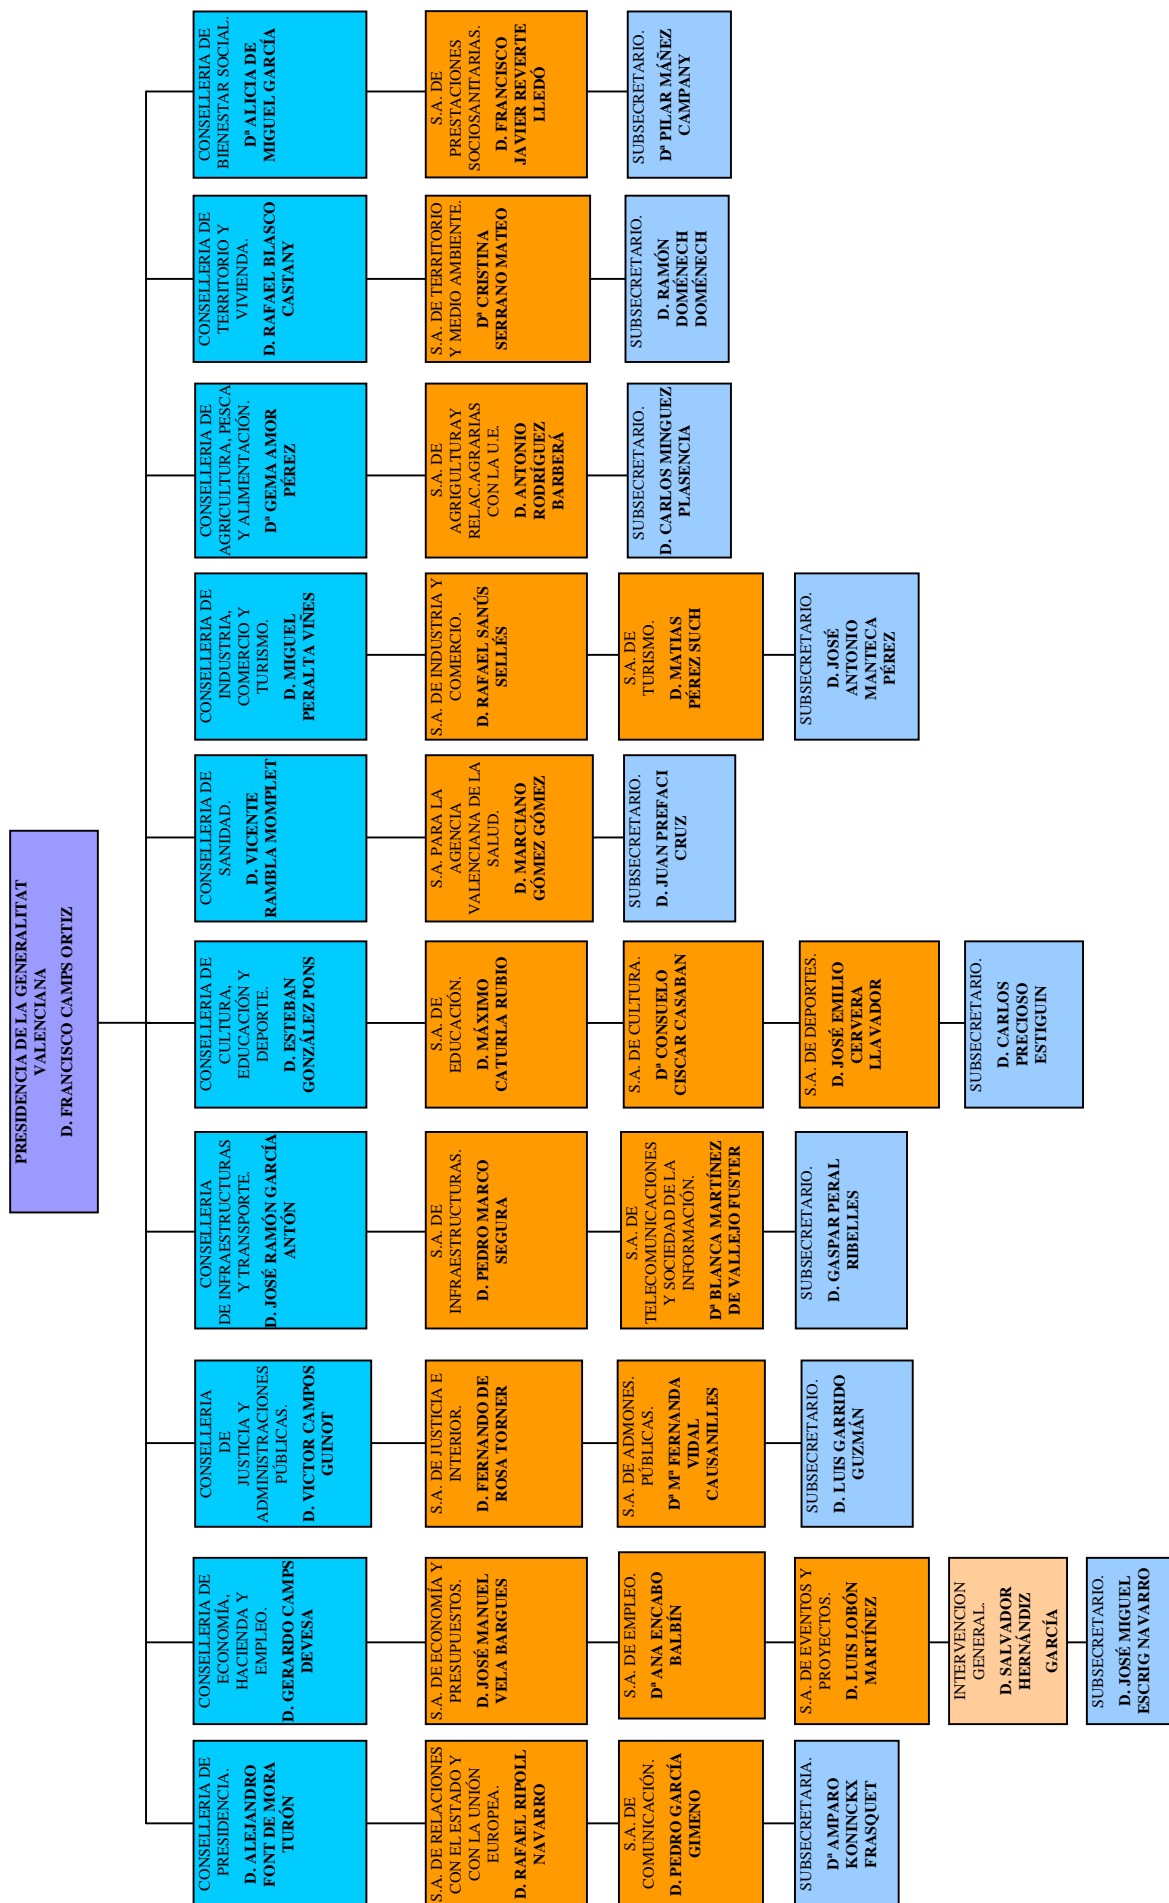 PRESIDENCIA DE LA GENERALITAT
VALENCIANA
D. FRANCISCO CAMPS ORTIZ
CONSELLERIA DE
PRESIDENCIA.
D. ALEJANDRO
FONT DE MORA
TURÓN
S.A. DE RELACIONES
CON EL ESTADO Y
CON LA UNIÓN
EUROPEA.
D. RAFAEL RIPOLL
NAVARRO
S.A. DE
COMUNICACIÓN.
D. PEDRO GARCÍA
GIMENO
SUBSECRETARIA.
Dª AMPARO
KONINCKX
FRASQUET
CONSELLERIA DE
ECONOMÍA,
HACIENDA Y
EMPLEO.
D. GERARDO CAMPS
DEVESA
S.A. DE ECONOMÍA Y
PRESUPUESTOS.
D. JOSÉ MANUEL
VELA BARGUES
S.A. DE EMPLEO.
Dª ANA ENCABO
BALBÍN
S.A. DE EVENTOS Y
PROYECTOS.
D. LUIS LOBÓN
MARTÍNEZ
INTERVENCION
GENERAL.
D. SALVADOR
HERNÁNDIZ
GARCÍA
SUBSECRETARIO.
D. JOSÉ MIGUEL
ESCRIG NAVARRO
CONSELLERIA
DE
JUSTICIA Y
ADMINISTRACIONES
PÚBLICAS.
D. VICTOR CAMPOS
GUINOT
S.A. DE JUSTICIA E
INTERIOR.
D. FERNANDO DE
ROSA TORNER
S.A. DE ADMONES.
PÚBLICAS.
Dª Mª FERNANDA
VIDAL
CAUSANILLES
SUBSECRETARIO.
D. LUIS GARRIDO
GUZMÁN
CONSELLERIA
DE INFRAESTRUCTURAS
Y TRANSPORTE.
D. JOSÉ RAMÓN GARCÍA
ANTÓN
S.A. DE
INFRAESTRUCTURAS.
D. PEDRO MARCO
SEGURA
S.A. DE
TELECOMUNICACIONES
Y SOCIEDAD DE LA
INFORMACIÓN.
Dª BLANCA MARTÍNEZ
DE VALLEJO FUSTER
SUBSECRETARIO.
D. GASPAR PERAL
RIBELLES
CONSELLERIA DE
CULTURA,
EDUCACIÓN Y
DEPORTE.
D. ESTEBAN
GONZÁLEZ PONS
S.A. DE
EDUCACIÓN.
D. MÁXIMO
CATURLA RUBIO
S.A. DE CULTURA.
Dª CONSUELO
CISCAR CASABAN
S.A. DE DEPORTES.
D. JOSÉ EMILIO
CERVERA
LLAVADOR
SUBSECRETARIO.
D. CARLOS
PRECIOSO
ESTIGUIN
CONSELLERIA DE
SANIDAD.
D. VICENTE
RAMBLA MOMPLET
S.A. PARA LA
AGENCIA
VALENCIANA DE LA
SALUD.
D. MARCIANO
GÓMEZ GÓMEZ
SUBSECRETARIO.
D. JUAN PREFACI
CRUZ
CONSELLERIA DE
INDUSTRIA,
COMERCIO Y
TURISMO.
D. MIGUEL
PERALTA VIÑES
S.A. DE INDUSTRIA Y
COMERCIO.
D. RAFAEL SANÚS
SELLÉS
S.A. DE
TURISMO.
D. MATIAS
PÉREZ SUCH
SUBSECRETARIO.
D. JOSÉ
ANTONIO
MANTECA
PÉREZ
CONSELLERIA DE
AGRICULTURA, PESCA
Y ALIMENTACIÓN.
Dª GEMA AMOR
PÉREZ
S.A. DE
AGRIGULTURA Y
RELAC.AGRARIAS
CON LA U.E.
D. ANTONIO
RODRÍGUEZ
BARBERÁ
SUBSECRETARIO.
D. CARLOS MINGUEZ
PLASENCIA
CONSELLERIA DE
TERRITORIO Y
VIVIENDA.
D. RAFAEL BLASCO
CASTANY
S.A. DE TERRITORIO
Y MEDIO AMBIENTE.
Dª CRISTINA
SERRANO MATEO
SUBSECRETARIO.
D. RAMÓN
DOMÉNECH
DOMÉNECH
CONSELLERIA DE
BIENESTAR SOCIAL.
Dª ALICIA DE
MIGUEL GARCÍA
S.A. DE
PRESTACIONES
SOCIOSANITARIAS.
D. FRANCISCO
JAVIER REVERTE
LLEDÓ
SUBSECRETARIO.
Dª PILAR MÁÑEZ
CAMPANY